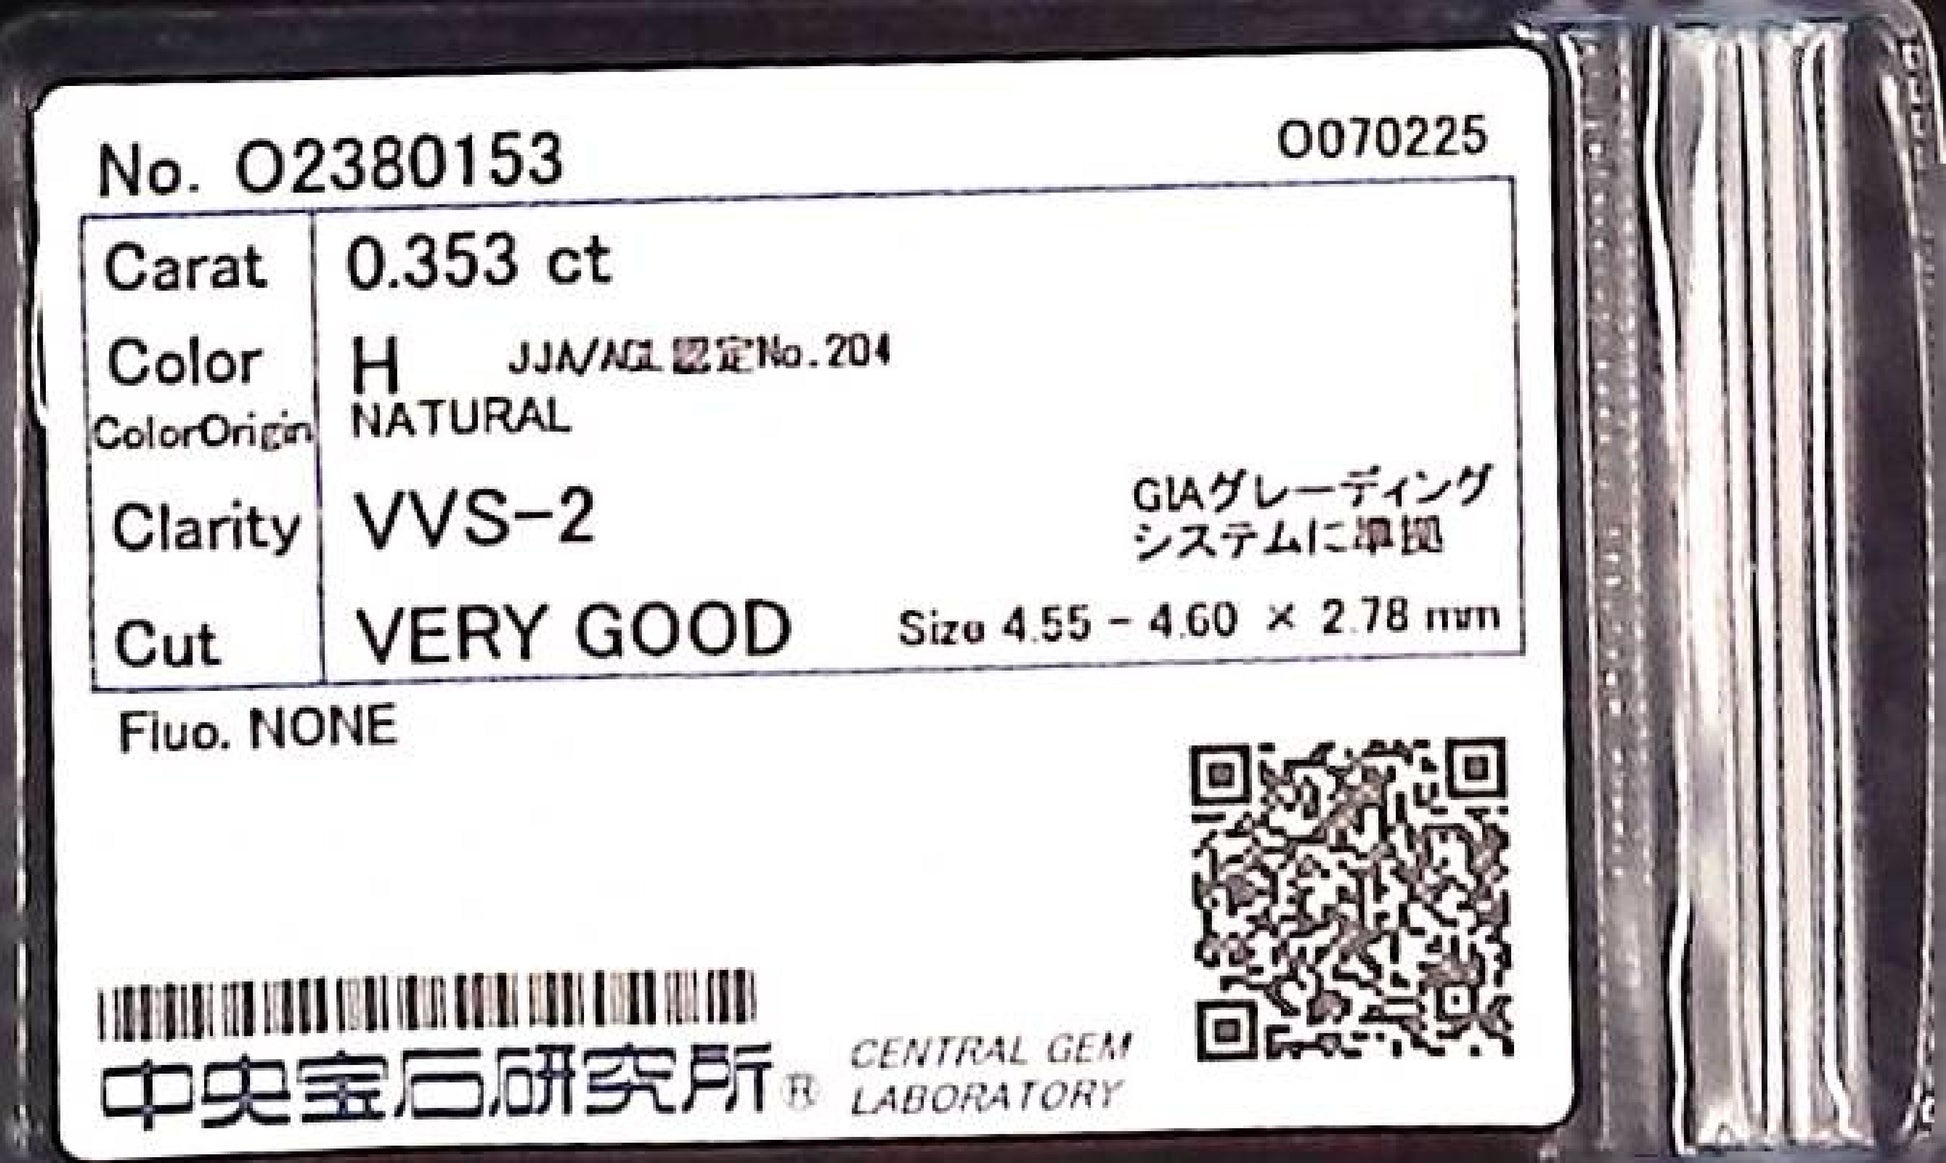 No. O2380153
O070225
Carat 0.353 ct
Color H JJA/AGL認定No.204
ColorOrigin NATURAL
Clarity VVS-2
GIAグレーディング
システムに準拠
Cut VERY GOOD Size 4.55 - 4.60 × 2.78 mm
Fluo. NONE
中央宝石研究所®
CENTRAL GEM
LABORATORY